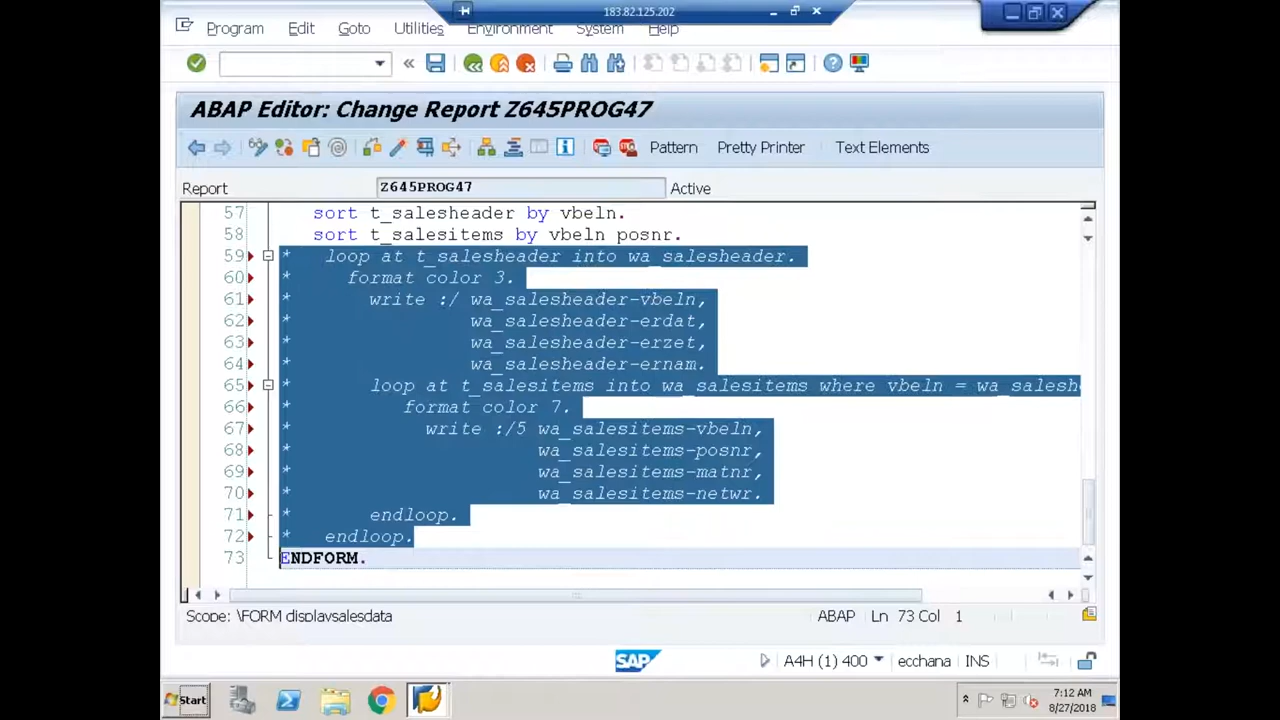 183.82.125.202
Program Edit Goto Utilities Environment System Help
ABAP Editor: Change Report Z645PROG47
Pattern Pretty Printer Text Elements
Report Z645PROG47 Active
57 sort t_salesheader by vbeln.
58 sort t_salesitems by vbeln posnr.
59 * loop at t_salesheader into wa_salesheader.
60 * format color 3.
61 * write :/ wa_salesheader-vbeln,
62 * wa_salesheader-erdat,
63 * wa_salesheader-erzet,
64 * wa_salesheader-ernam.
65 * loop at t_salesitems into wa_salesitems where vbeln = wa_salesh
66 * format color 7.
67 * write :/5 wa_salesitems-vbeln,
68 * wa_salesitems-posnr,
69 * wa_salesitems-matnr,
70 * wa_salesitems-netwr.
71 * endloop.
72 * endloop.
73 ENDFORM.
Scope: \FORM displaysalesdata ABAP Ln 73 Col 1
SAP A4H (1) 400 ecchana INS
Start 7:12 AM
8/27/2018